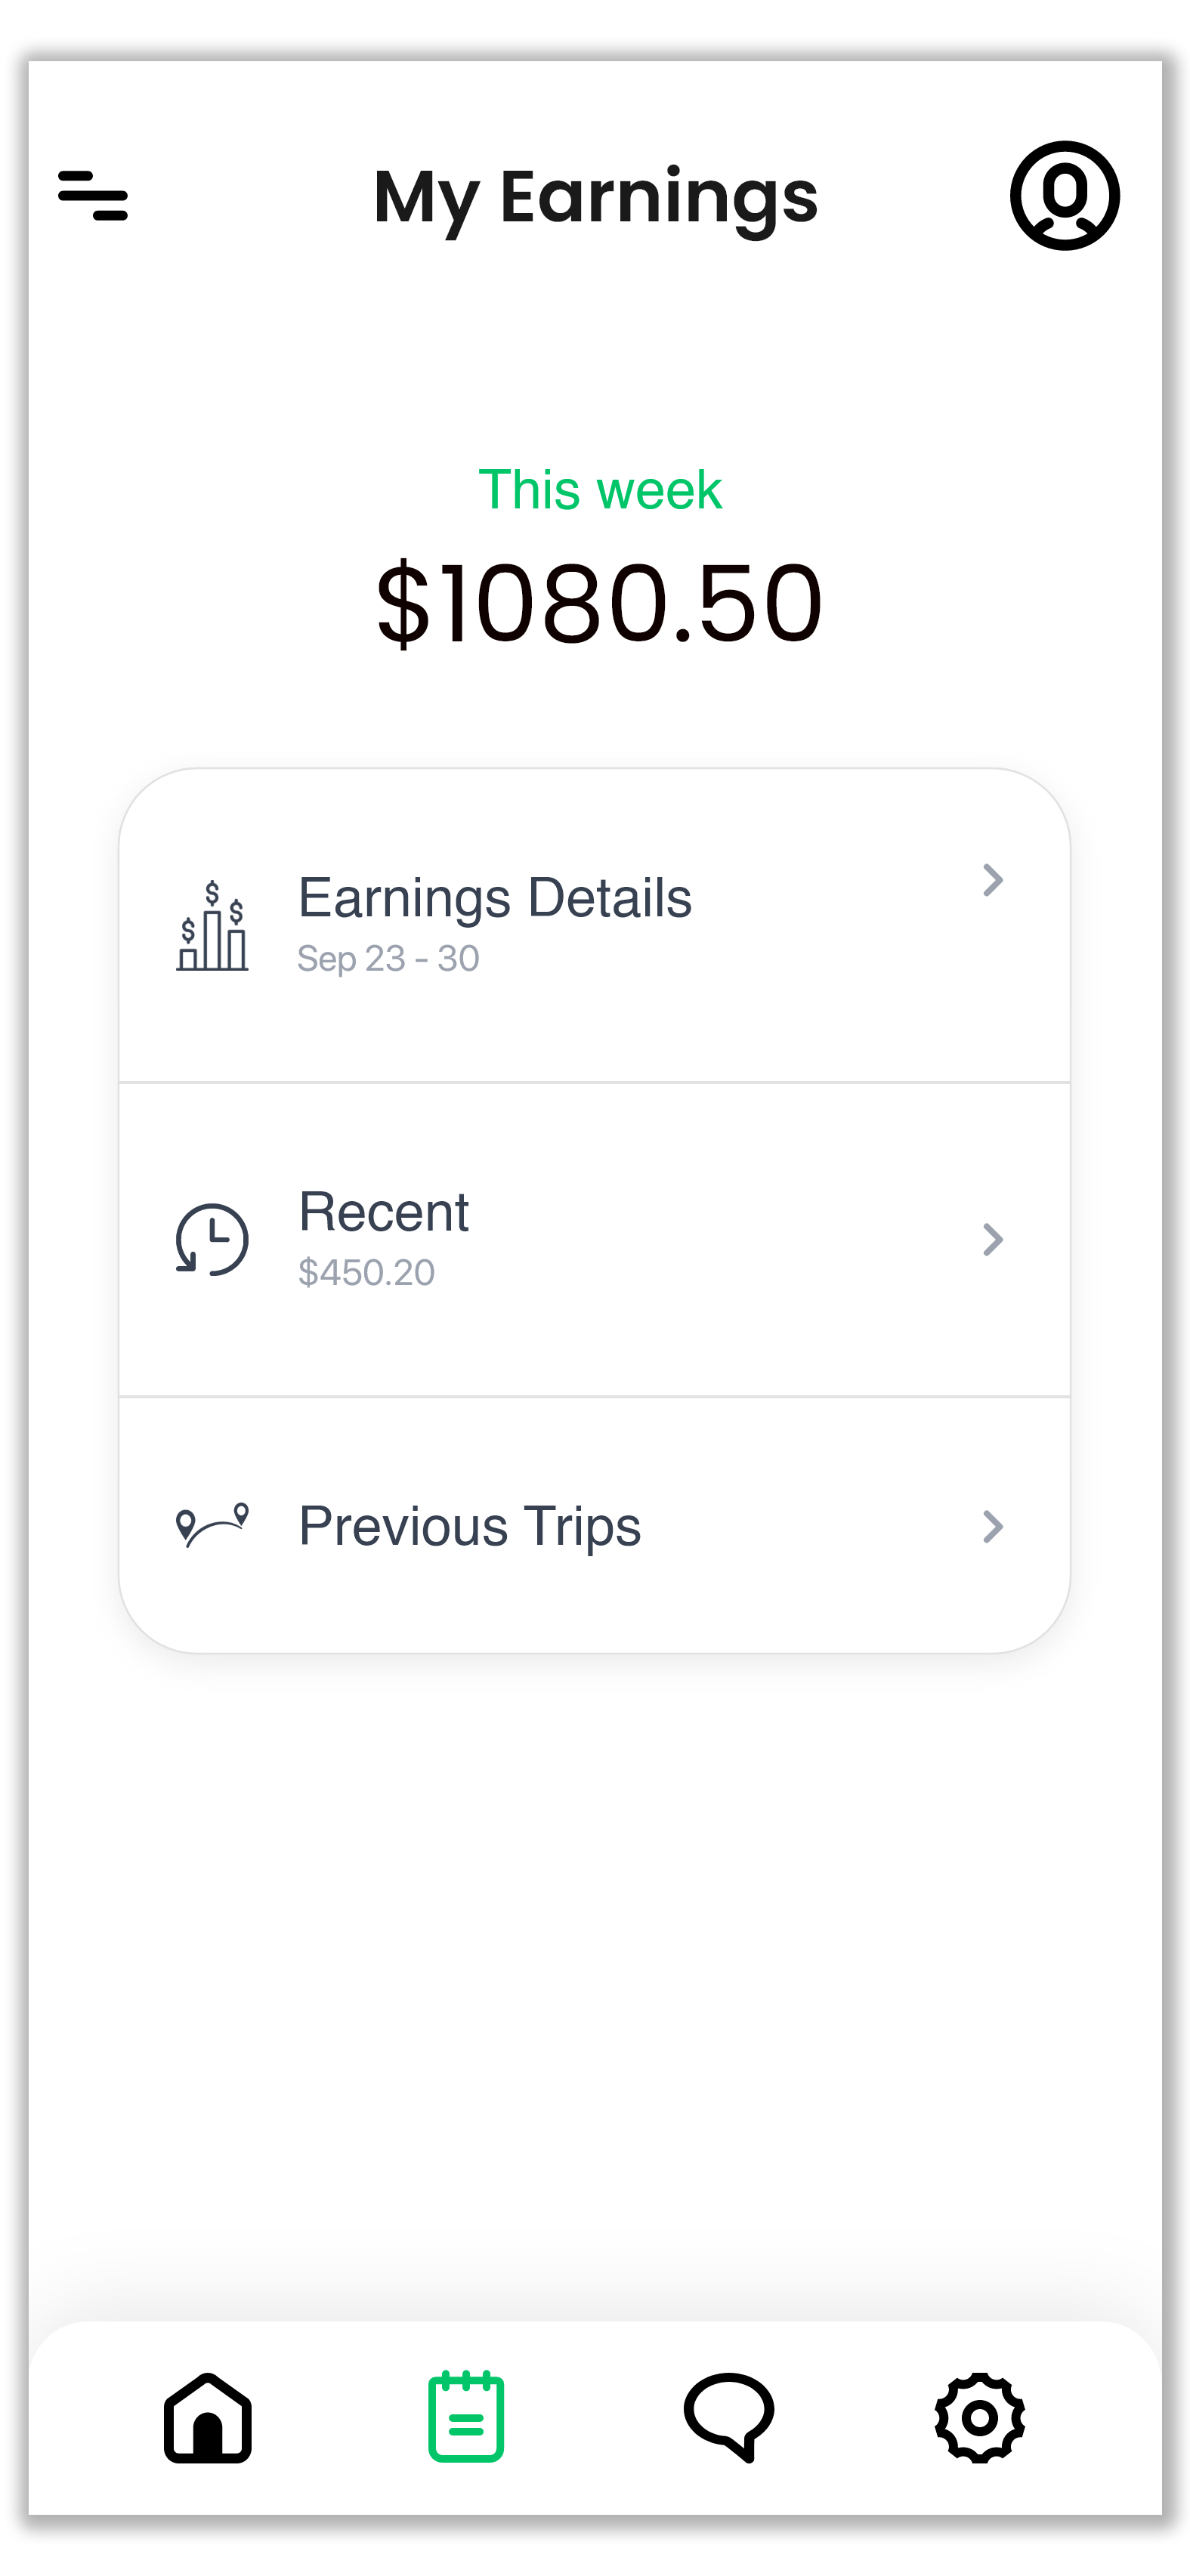 My Earnings
This week
$1080.50
Earnings Details
Sep 23 - 30
Recent
$450.20
Previous Trips